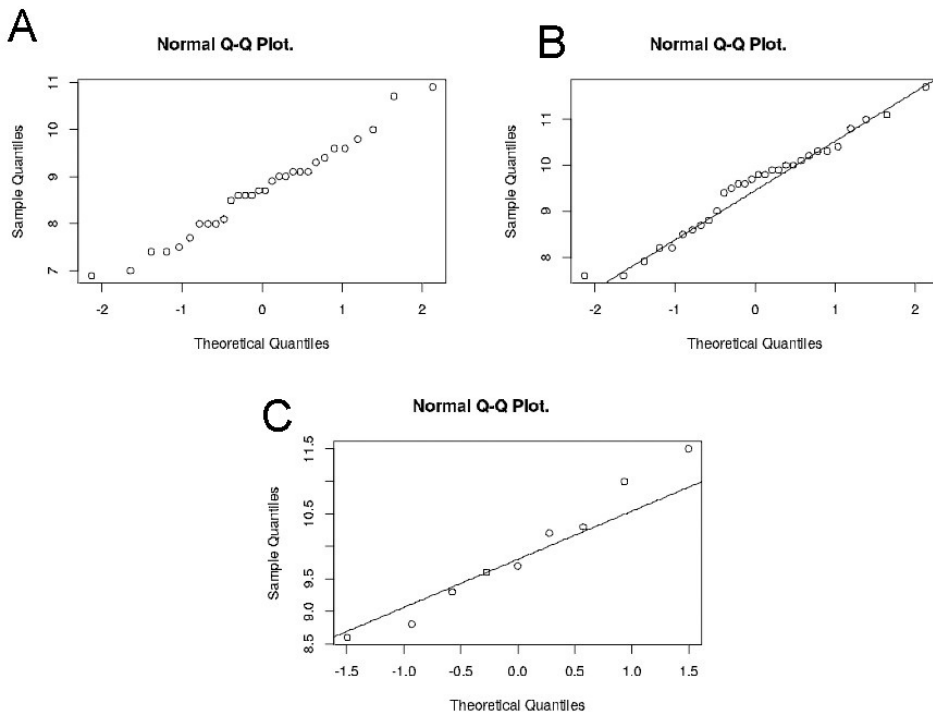 A
Normal Q-Q Plot.
Sample Quantiles
11
10
9
8
7
-2
-1
0
1
2
Theoretical Quantiles
B
Normal Q-Q Plot.
Sample Quantiles
11
10
9
8
-2
-1
0
1
2
Theoretical Quantiles
C
Normal Q-Q Plot.
Sample Quantiles
11.5
10.5
9.5
9.0
8.5
-1.5
-1.0
-0.5
0.0
0.5
1.0
1.5
Theoretical Quantiles